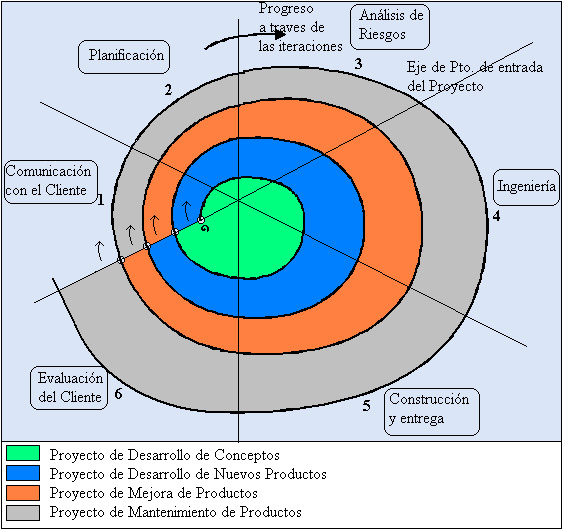 Progreso
a traves de
las iteraciones
Análisis de
Riesgos
3
Planificación
2
Eje de Pto. de entrada
del Proyecto
Comunicación
con el Cliente
1
Ingeniería
4
Evaluación
del Cliente
6
5
Construcción
y entrega
Proyecto de Desarrollo de Conceptos
Proyecto de Desarrollo de Nuevos Productos
Proyecto de Mejora de Productos
Proyecto de Mantenimiento de Productos